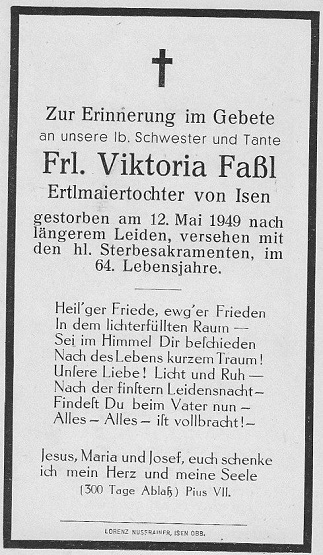 Zur Erinnerung im Gebete
an unsere lb. Schwester und Tante
Frl. Viktoria Faßl
Ertlmaiertochter von Isen
gestorben am 12. Mai 1949 nach
längerem Leiden, versehen mit
den hl. Sterbesakramenten, im
64. Lebensjahre.
Heil'ger Friede, ew'ger Frieden
In dem lichterfüllten Raum —
Sei im Himmel Dir beschieden
Nach des Lebens kurzem Traum!
Unsere Liebe! Licht und Ruh —
Nach der finstern Leidensnacht —
Findest Du beim Vater nun —
Alles — Alles — ist vollbracht! —
Jesus, Maria und Josef, euch schenke
ich mein Herz und meine Seele
(300 Tage Ablaß) Pius VII.
LORENZ NUSSRAINER, ISEN OBB.